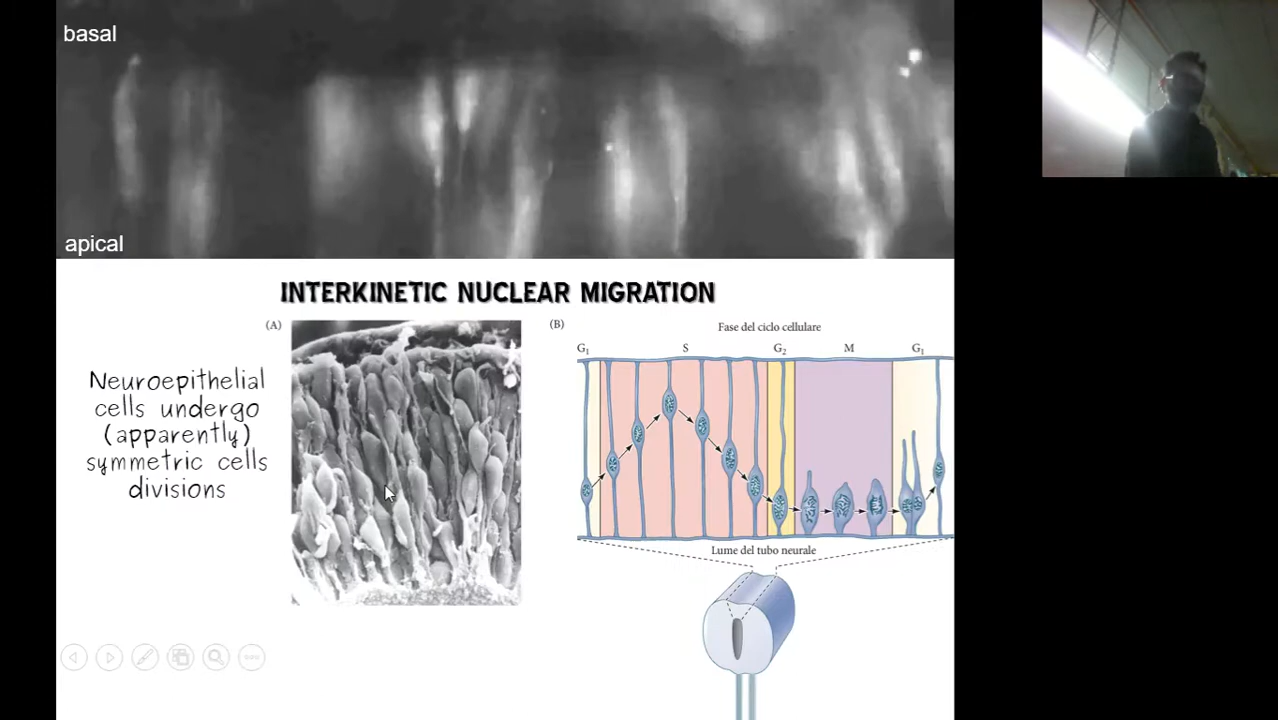 basal
apical
INTERKINETIC NUCLEAR MIGRATION
(A)
(B)
Fase del ciclo cellulare
G₁ S G₂ M G₁
Neuroepithelial
cells undergo
(apparently)
symmetric cells
divisions
Lume del tubo neurale